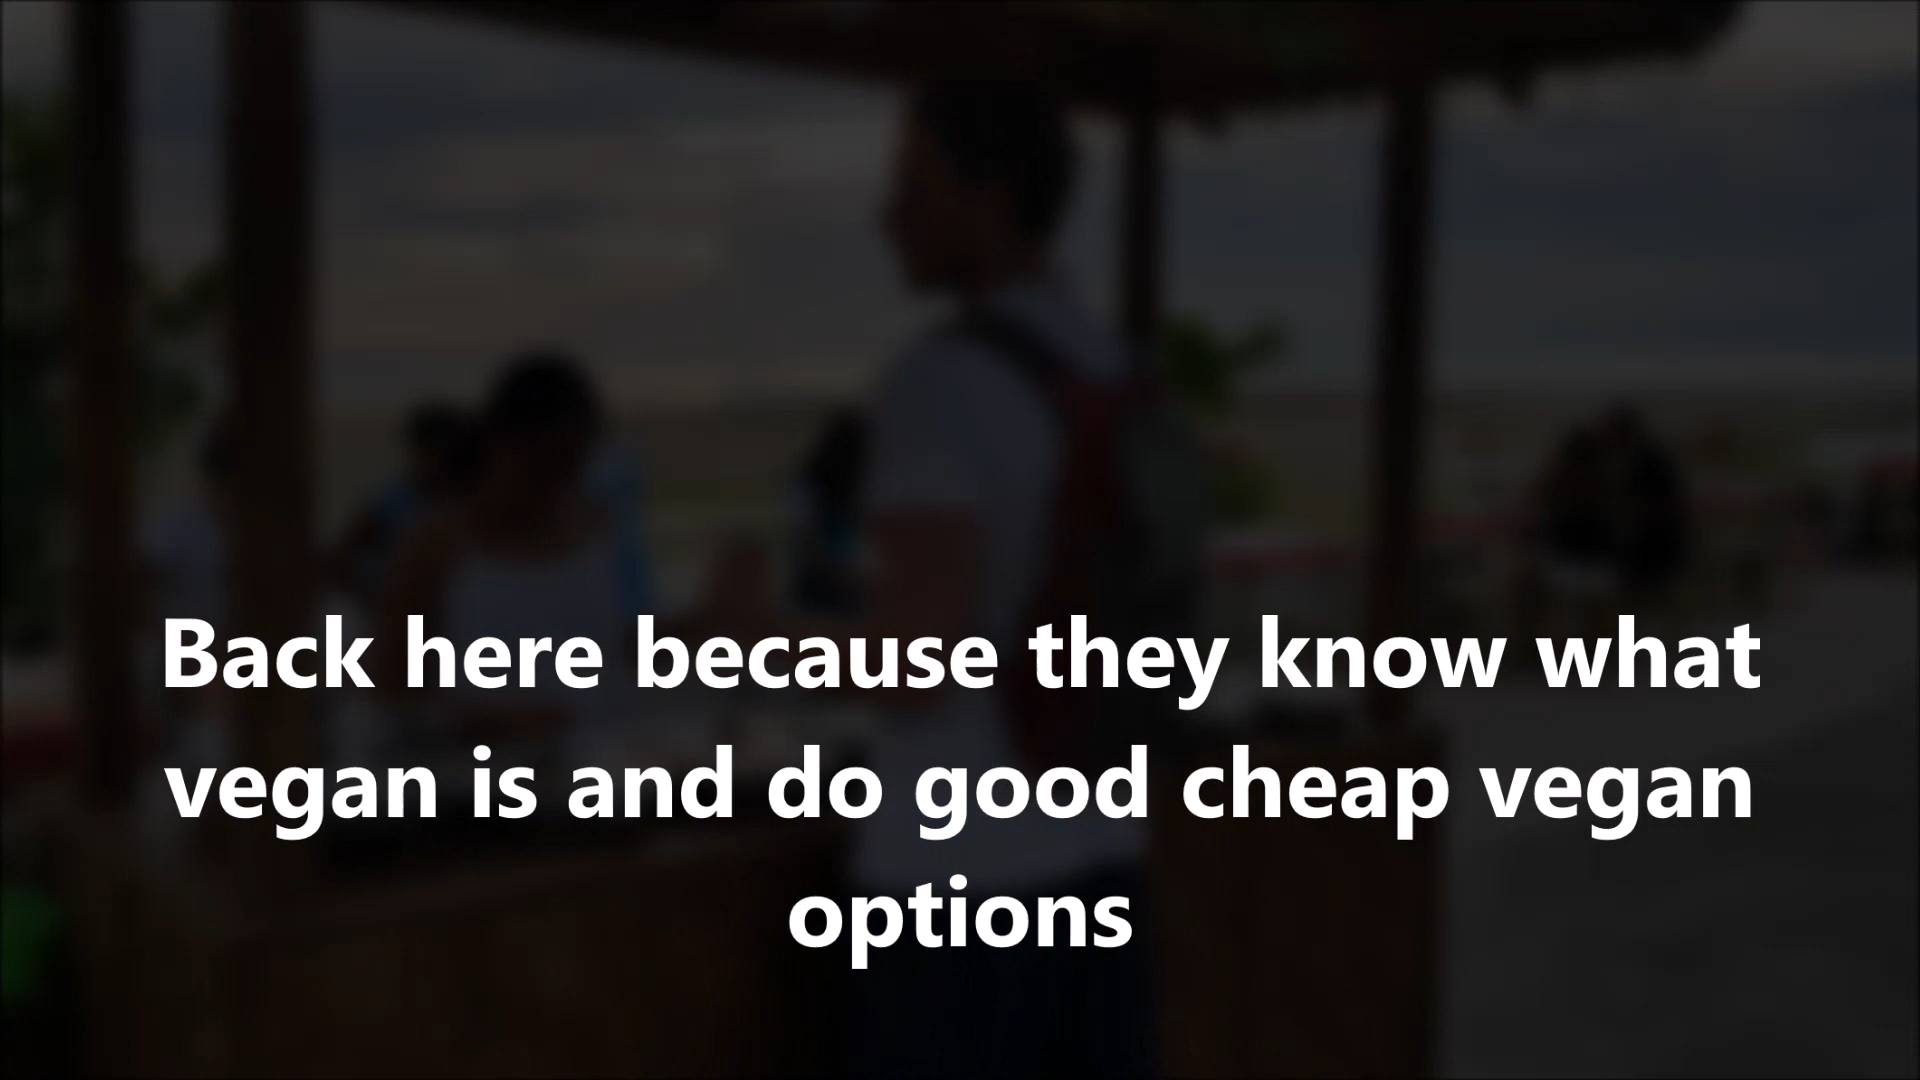 Back here because they know what
vegan is and do good cheap vegan
options